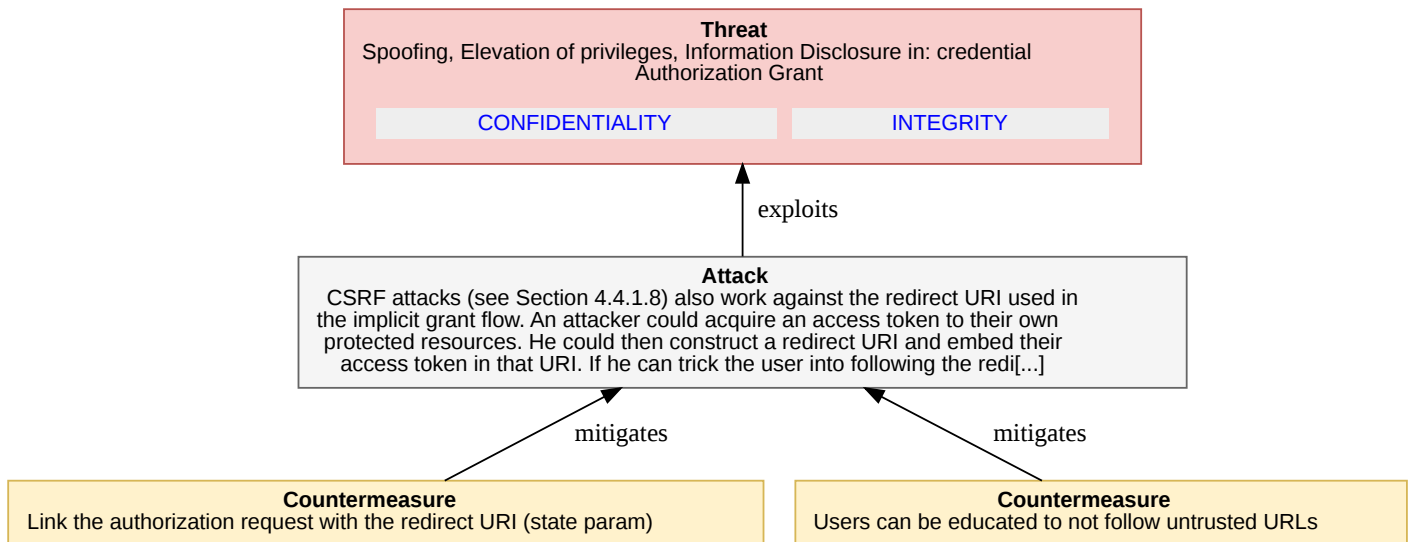 Threat
Spoofing, Elevation of privileges, Information Disclosure in: credential
Authorization Grant
CONFIDENTIALITY
INTEGRITY
exploits
Attack
CSRF attacks (see Section 4.4.1.8) also work against the redirect URI used in
the implicit grant flow. An attacker could acquire an access token to their own
protected resources. He could then construct a redirect URI and embed their
access token in that URI. If he can trick the user into following the redi[...]
mitigates
mitigates
Countermeasure
Link the authorization request with the redirect URI (state param)
Countermeasure
Users can be educated to not follow untrusted URLs